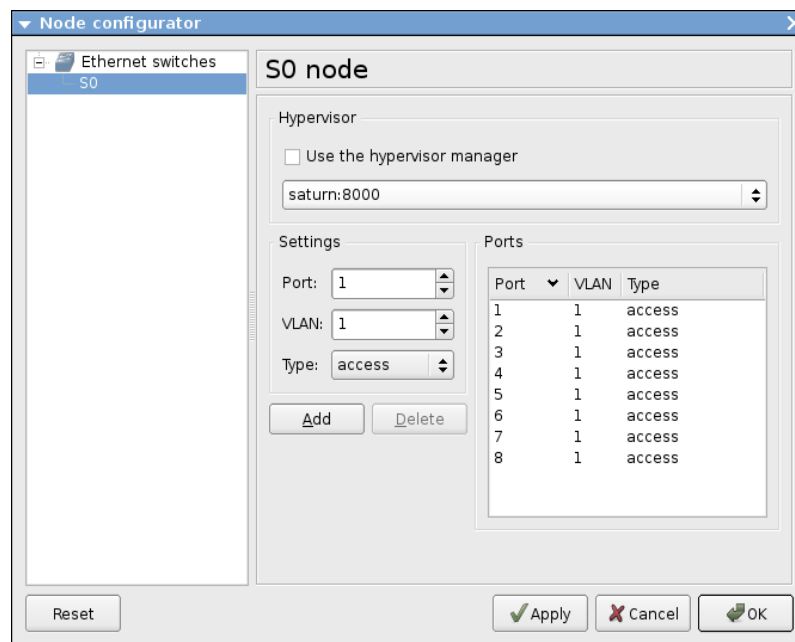 Node configurator
Ethernet switches
S0
S0 node
Hypervisor
Use the hypervisor manager
saturn:8000
Settings
Port: 1
VLAN: 1
Type: access
Add Delete
Ports
Port VLAN Type
1 1 access
2 1 access
3 1 access
4 1 access
5 1 access
6 1 access
7 1 access
8 1 access
Reset Apply Cancel OK